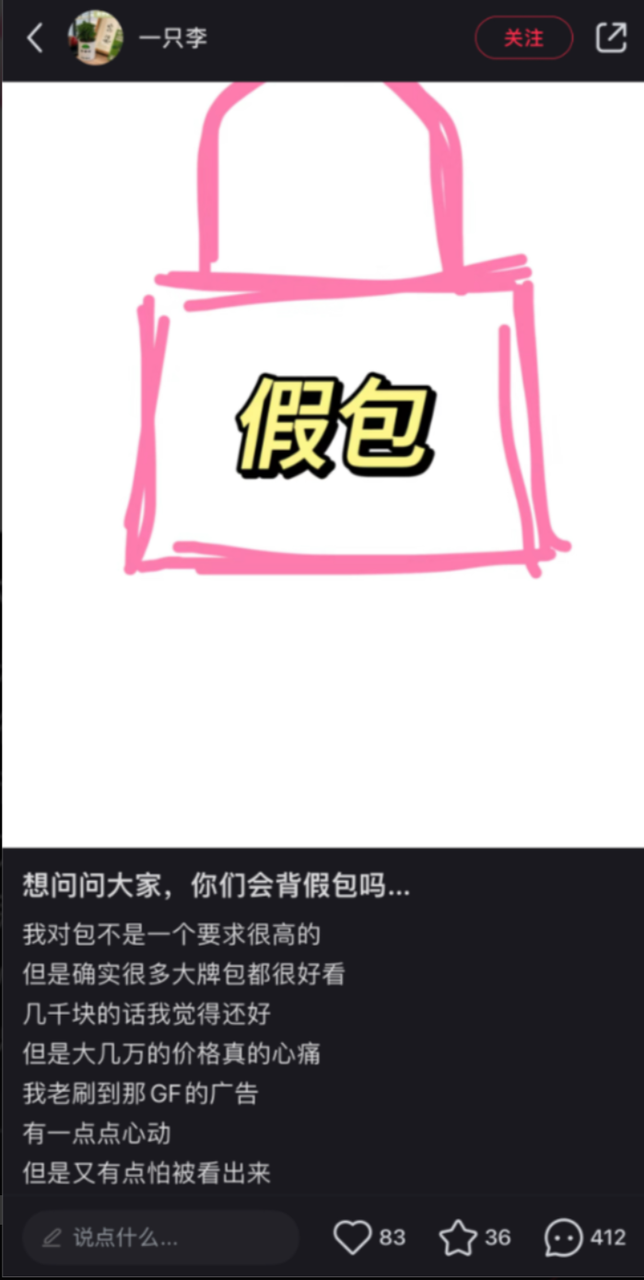 一只李
关注
假包
想问问大家，你们会背假包吗...
我对包不是一个要求很高的
但是确实很多大牌包都很好看
几千块的话我觉得还好
但是大几万的价格真的心痛
我老刷到那GF的广告
有一点点心动
但是又有点怕被看出来
说点什么...
83
36
412